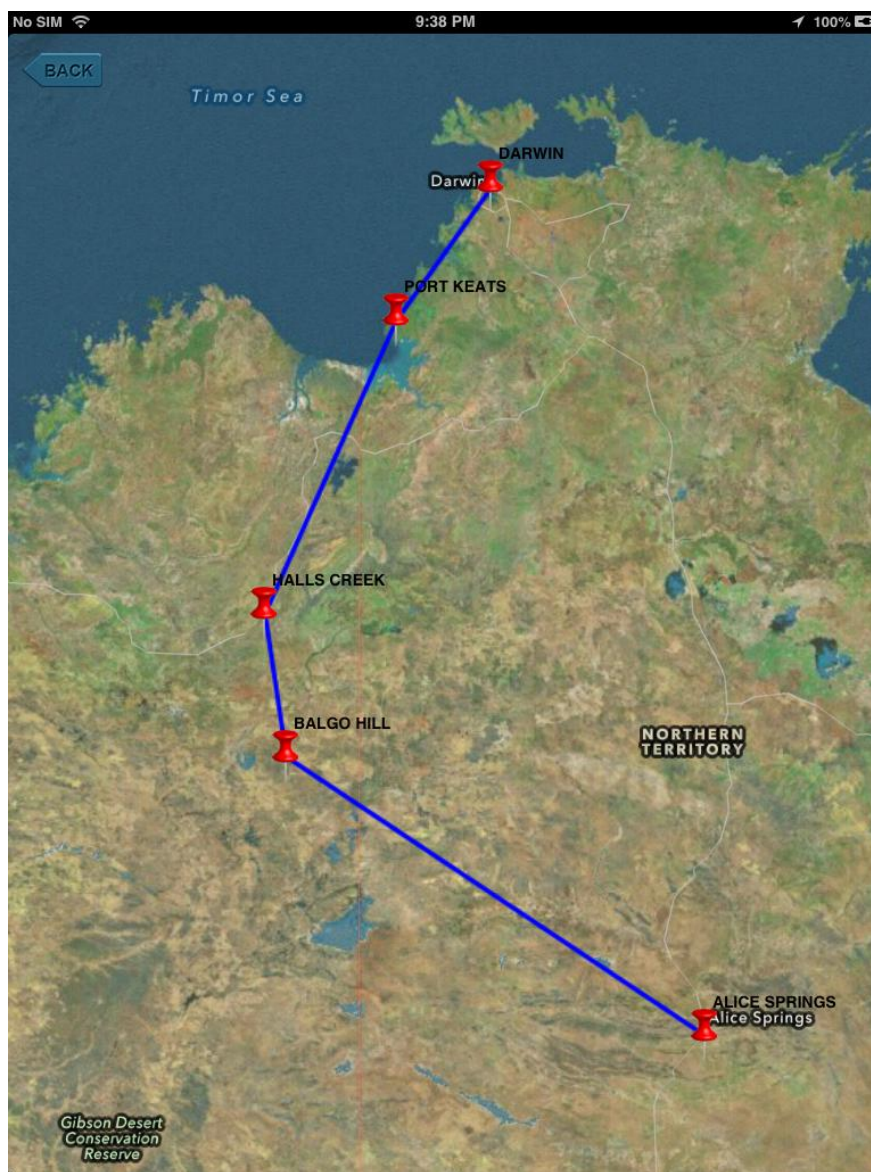 No SIM 9:38 PM 100%
BACK
Timor Sea
DARWIN
Darwin
PORT KEATS
HALLS CREEK
BALGO HILL
NORTHERN
TERRITORY
ALICE SPRINGS
Alice Springs
Gibson Desert
Conservation
Reserve